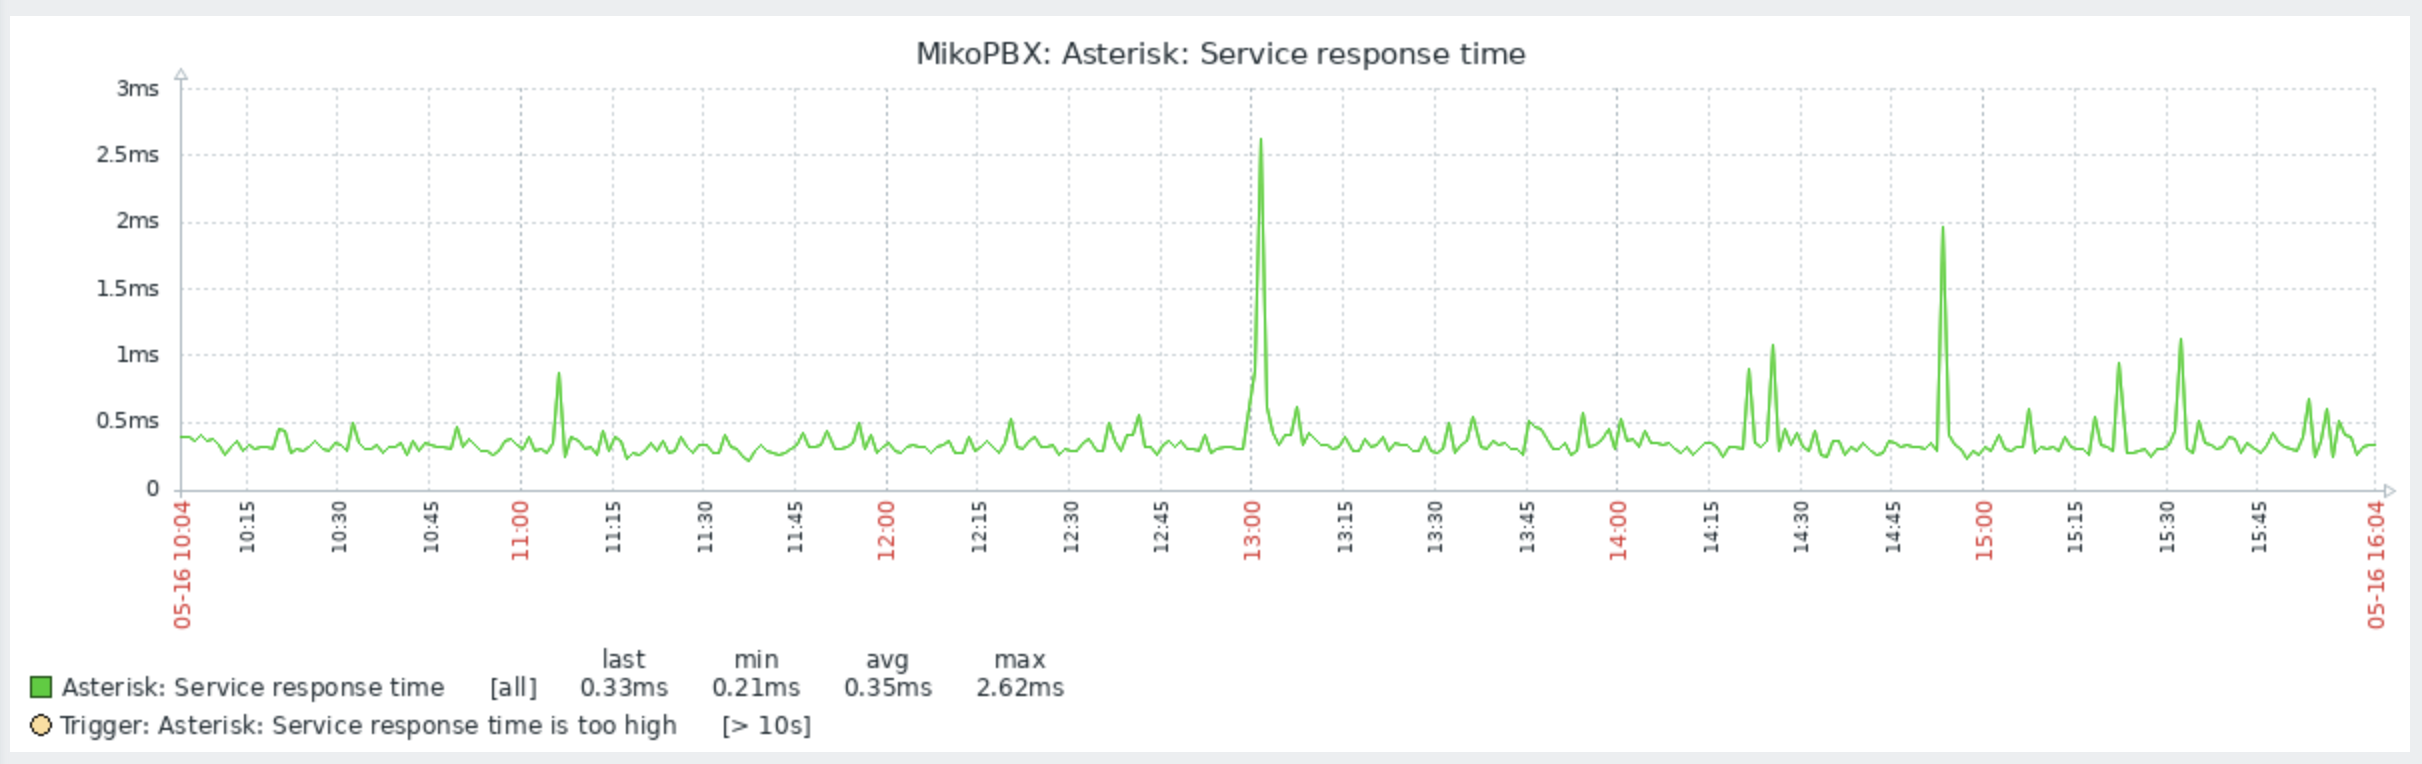 MikoPBX: Asterisk: Service response time
3ms
2.5ms
2ms
1.5ms
1ms
0.5ms
0
05-16 10:04
10:15
10:30
10:45
11:00
11:15
11:30
11:45
12:00
12:15
12:30
12:45
13:00
13:15
13:30
13:45
14:00
14:15
14:30
14:45
15:00
15:15
15:30
15:45
05-16 16:04
last min avg max
Asterisk: Service response time [all] 0.33ms 0.21ms 0.35ms 2.62ms
Trigger: Asterisk: Service response time is too high [> 10s]